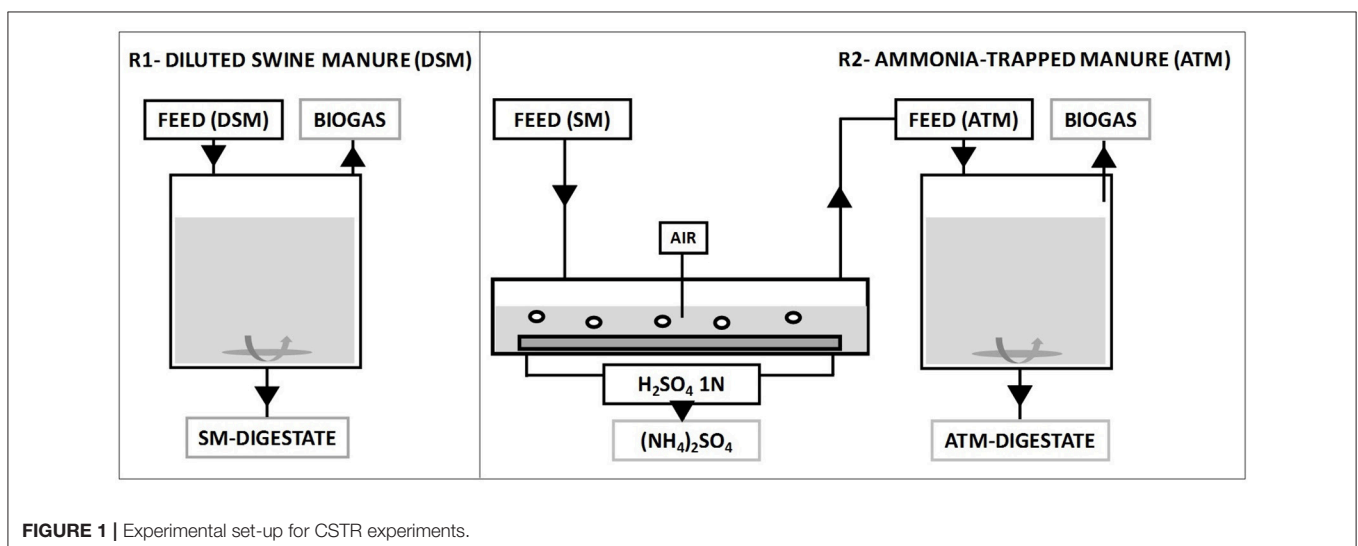 R1- DILUTED SWINE MANURE (DSM)
FEED (DSM)
BIOGAS
SM-DIGESTATE
R2- AMMONIA-TRAPPED MANURE (ATM)
FEED (SM)
AIR
H₂SO₄ 1N
(NH₄)₂SO₄
FEED (ATM)
BIOGAS
ATM-DIGESTATE
FIGURE 1 | Experimental set-up for CSTR experiments.